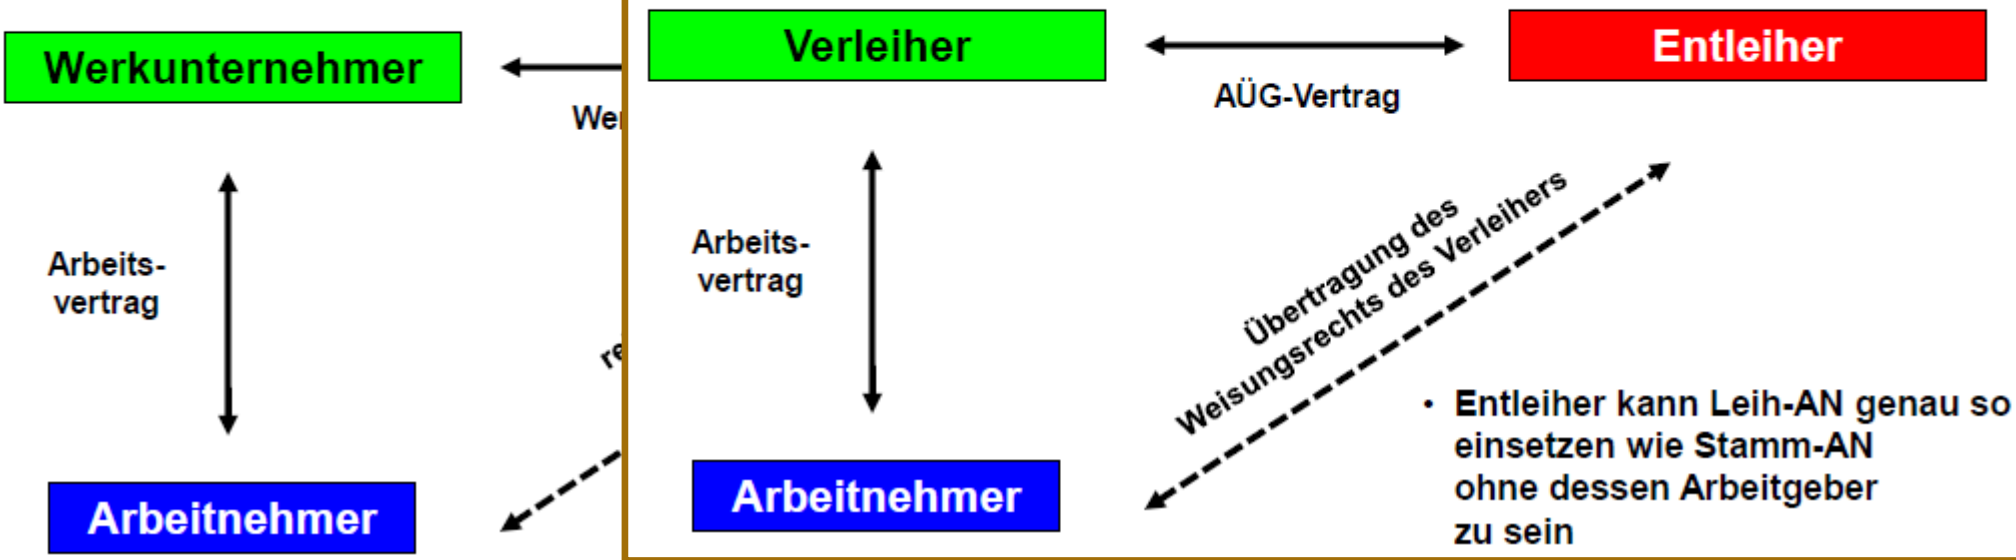 Werkunternehmer
Arbeits-
vertrag
Arbeitnehmer
Verleiher
Entleiher
AÜG-Vertrag
Arbeits-
vertrag
Übertragung des
Weisungsrechts des Verleihers
Arbeitnehmer
• Entleiher kann Leih-AN genau so
einsetzen wie Stamm-AN
ohne dessen Arbeitgeber
zu sein